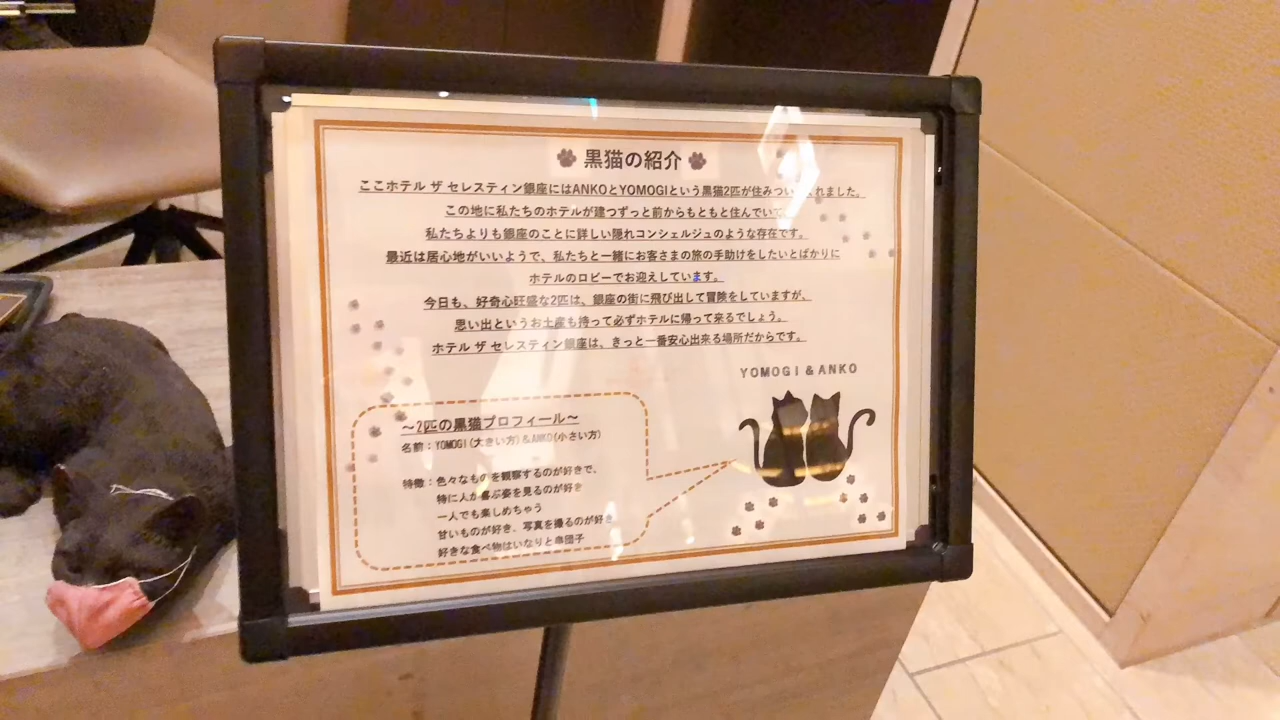 黒猫の紹介
ここホテル ザ セレスティン銀座にはANKOとYOMOGIという黒猫2匹が住みつい れました。
この地に私たちのホテルが建つずっと前からもともと住んでいて
私たちよりも銀座のことに詳しい隠れコンシェルジュのような存在です。
最近は居心地がいいようで、私たちと一緒にお客さまの旅の手助けをしたいとばかりに
ホテルのロビーでお迎えしています。
今日も、好奇心旺盛な2匹は、銀座の街に飛び出して冒険をしていますが、
思い出というお土産も持って必ずホテルに帰って来るでしょう。
ホテル ザ セレスティン銀座は、きっと一番安心出来る場所だからです。
YOMOGI & ANKO
～2匹の黒猫プロフィール～
名前：YOMOGI(大きい方)&ANKO(小さい方)
特徴：色々なものを観察するのが好きで、
特に人が喜ぶ姿を見るのが好き
一人でも楽しめちゃう
甘いものが好き、写真を撮るのが好き
好きな食べ物はいなりと串団子